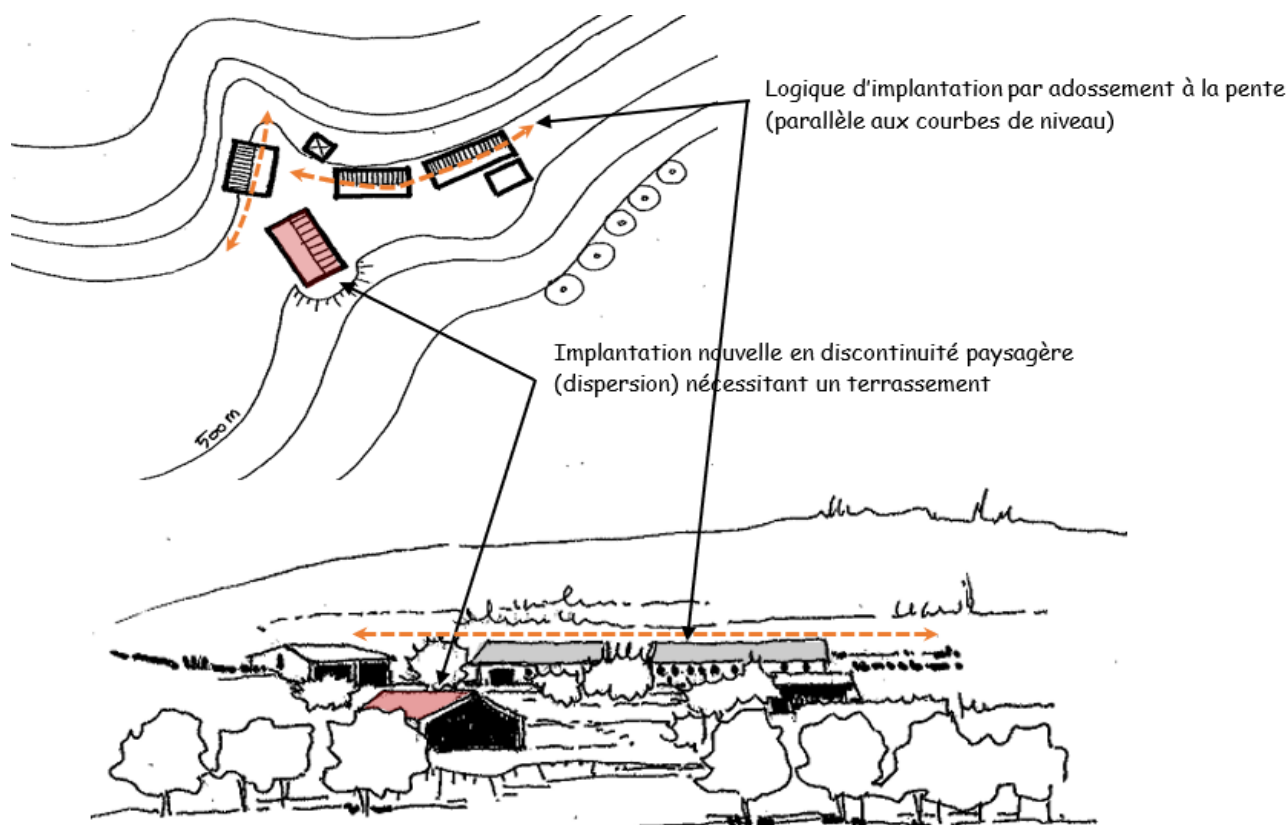 Logique d'implantation par adossement à la pente
(parallèle aux courbes de niveau)
Implantation nouvelle en discontinuité paysagère
(dispersion) nécessitant un terrassement
500 m